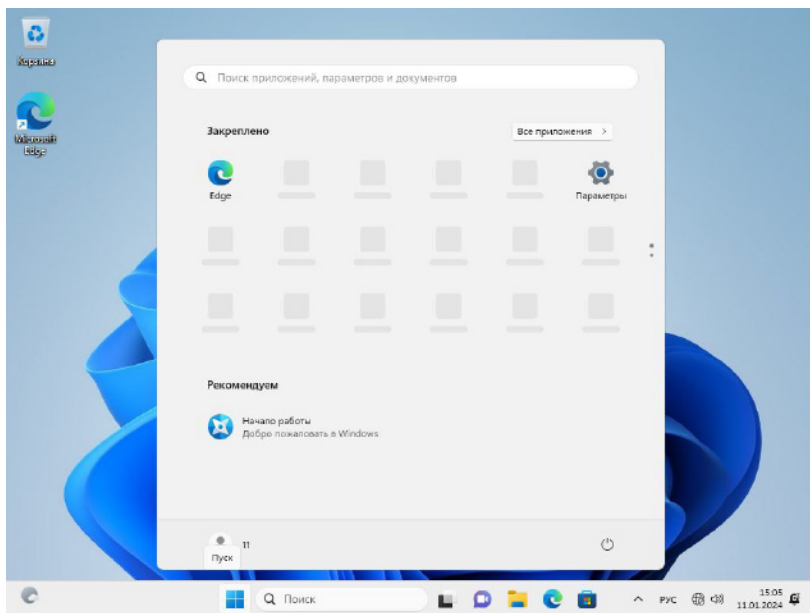 Корзина
Microsoft
Edge
Поиск приложений, параметров и документов
Закреплено
Все приложения
Edge
Параметры
Рекомендуем
Начало работы
Добро пожаловать в Windows
11
Пуск
Поиск
РУС
15:05
11.01.2024